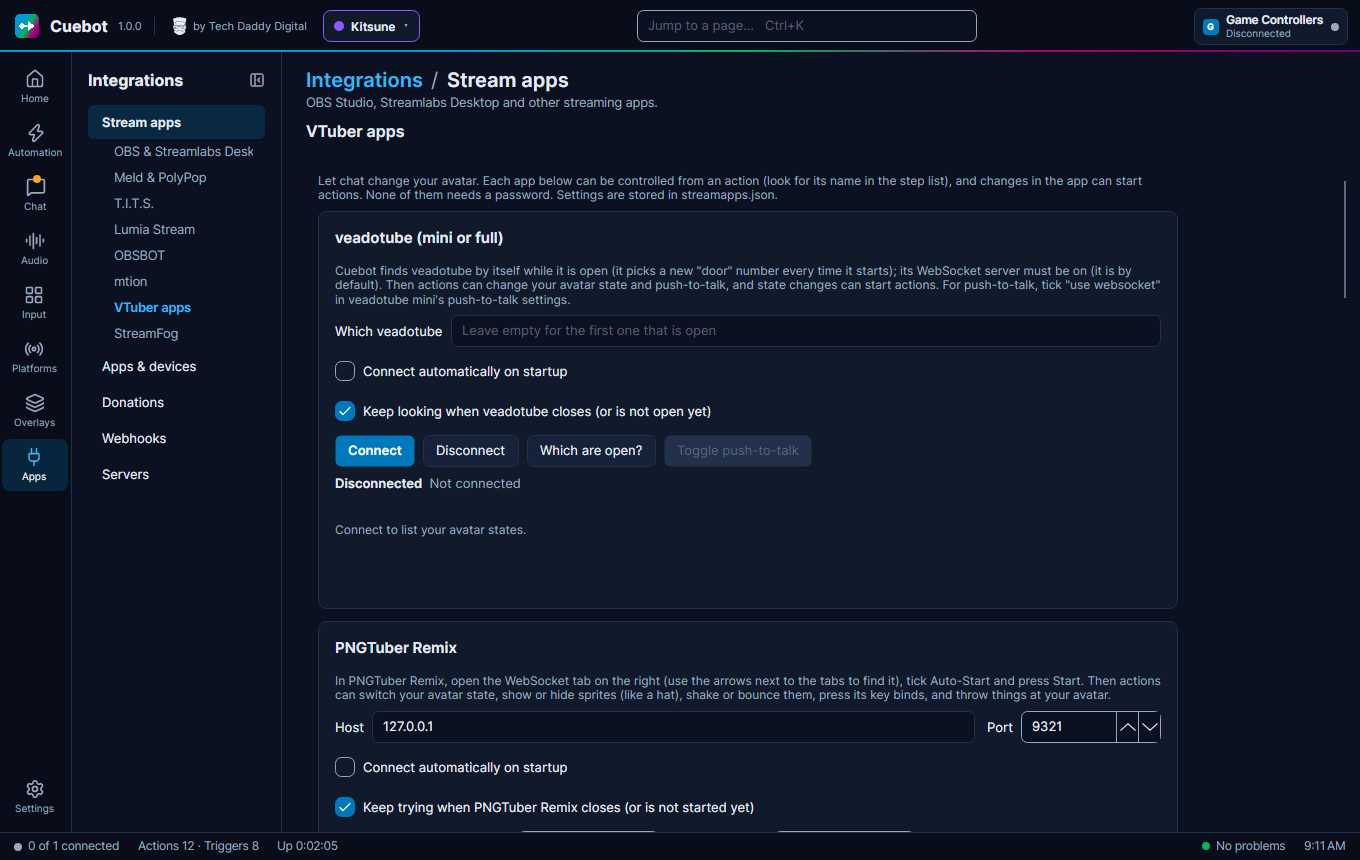 Cuebot 1.0.0 by Tech Daddy Digital Kitsune Jump to a page... Ctrl+K G Game Controllers
Disconnected
Home
Automation
Chat
Audio
Input
Platforms
Overlays
Apps
Settings
Integrations
Stream apps
OBS & Streamlabs Desk
Meld & PolyPop
T.I.T.S.
Lumia Stream
OBSBOT
mtion
VTuber apps
StreamFog
Apps & devices
Donations
Webhooks
Servers
Integrations / Stream apps
OBS Studio, Streamlabs Desktop and other streaming apps.
VTuber apps
Let chat change your avatar. Each app below can be controlled from an action (look for its name in the step list), and changes in the app can start
actions. None of them needs a password. Settings are stored in streamapps.json.
veadotube (mini or full)
Cuebot finds veadotube by itself while it is open (it picks a new "door" number every time it starts); its WebSocket server must be on (it is by
default). Then actions can change your avatar state and push-to-talk, and state changes can start actions. For push-to-talk, tick "use websocket"
in veadotube mini's push-to-talk settings.
Which veadotube Leave empty for the first one that is open
Connect automatically on startup
Keep looking when veadotube closes (or is not open yet)
Connect Disconnect Which are open? Toggle push-to-talk
Disconnected Not connected
Connect to list your avatar states.
PNGTuber Remix
In PNGTuber Remix, open the WebSocket tab on the right (use the arrows next to the tabs to find it), tick Auto-Start and press Start. Then actions
can switch your avatar state, show or hide sprites (like a hat), shake or bounce them, press its key binds, and throw things at your avatar.
Host 127.0.0.1 Port 9321
Connect automatically on startup
Keep trying when PNGTuber Remix closes (or is not started yet)
0 of 1 connected Actions 12 · Triggers 8 Up 0:02:05 No problems 9:11 AM